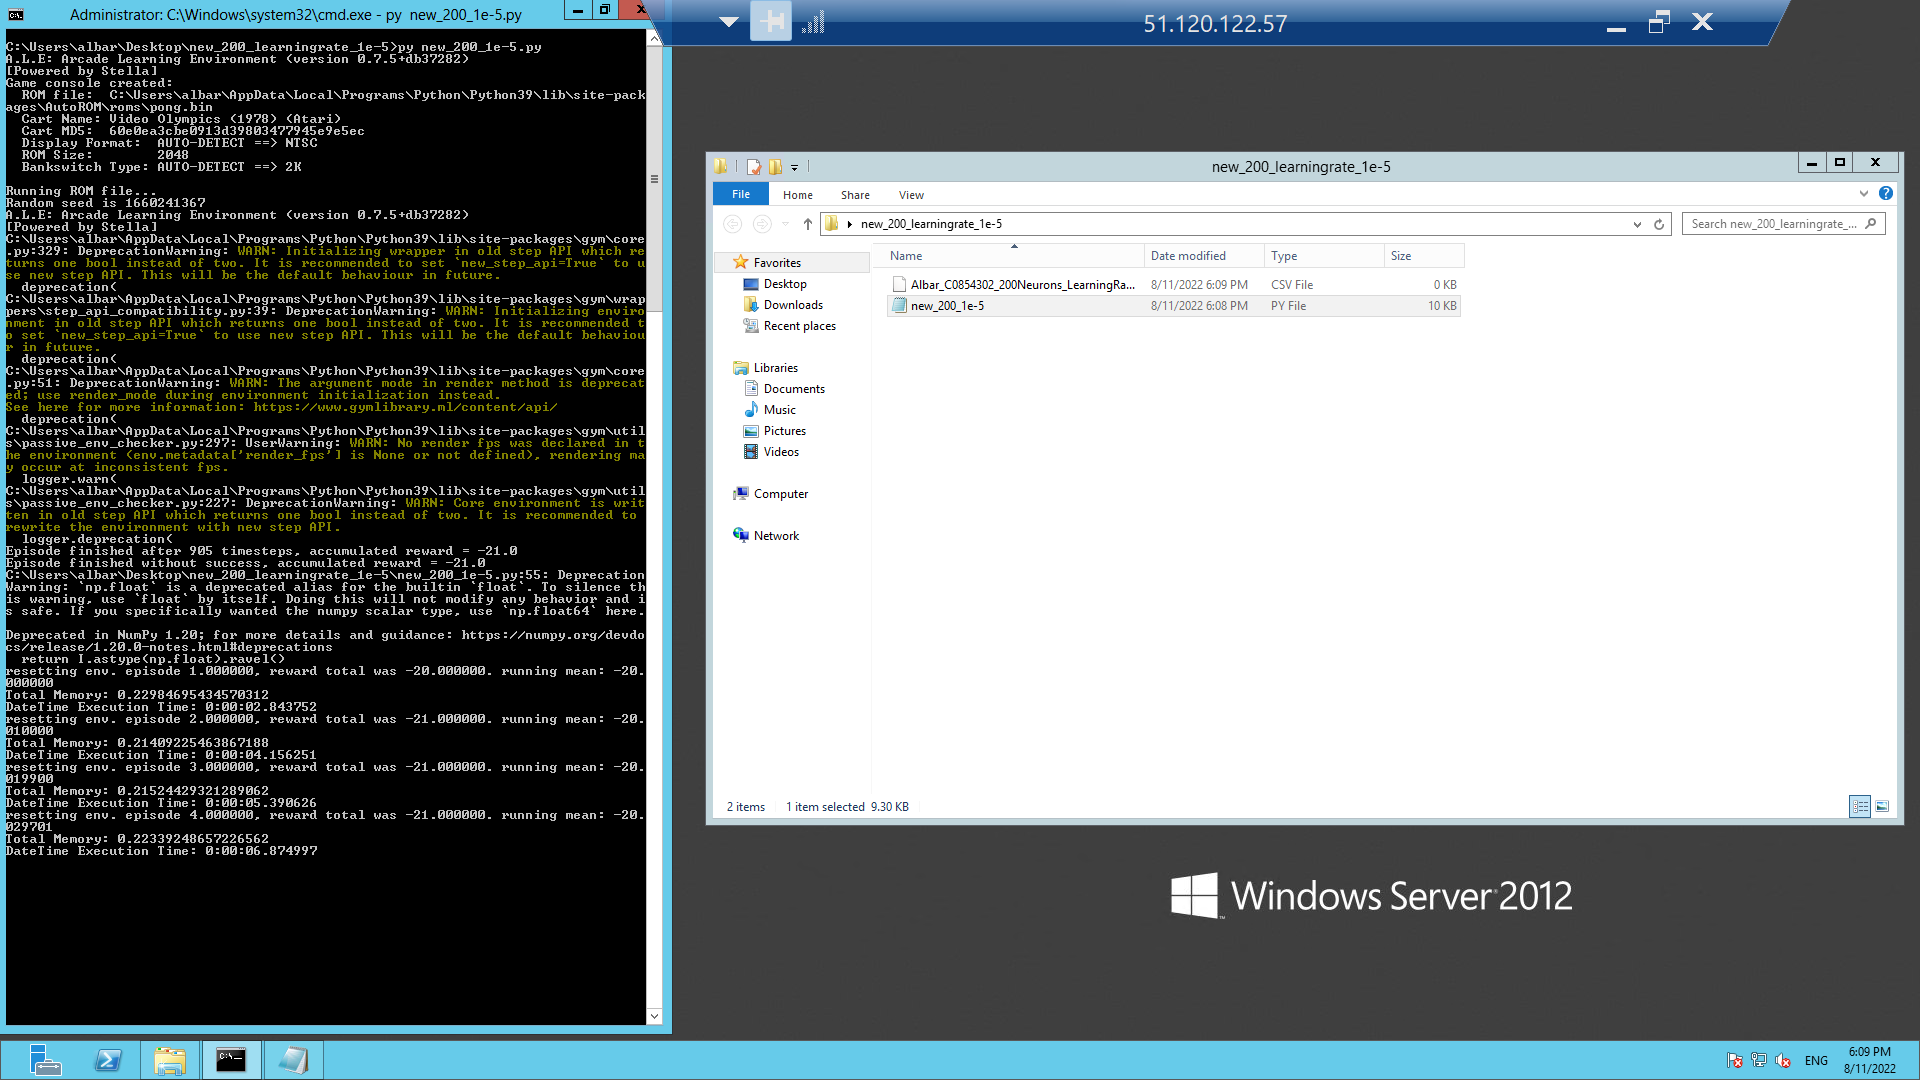 Administrator: C:\Windows\system32\cmd.exe - py  new_200_1e-5.py
C:\Users\albar\Desktop\new_200_learningrate_1e-5>py new_200_1e-5.py
A.L.E: Arcade Learning Environment (version 0.7.5+db37282)
[Powered by Stella]
Game console created:
  ROM file:  C:\Users\albar\AppData\Local\Programs\Python\Python39\lib\site-pack
ages\AutoROM\roms\pong.bin
  Cart Name: Video Olympics (1978) (Atari)
  Cart MD5:  60e0ea3cbe0913d39803477945e9e5ec
  Display Format:  AUTO-DETECT ==> NTSC
  ROM Size:        2048
  Bankswitch Type: AUTO-DETECT ==> 2K
Running ROM file...
Random seed is 1660241367
A.L.E: Arcade Learning Environment (version 0.7.5+db37282)
[Powered by Stella]
C:\Users\albar\AppData\Local\Programs\Python\Python39\lib\site-packages\gym\core
.py:329: DeprecationWarning: WARN: Initializing wrapper in old step API which re
turns one bool instead of two. It is recommended to set `new_step_api=True` to u
se new step API. This will be the default behaviour in future.
  deprecation(
C:\Users\albar\AppData\Local\Programs\Python\Python39\lib\site-packages\gym\wrap
pers\step_api_compatibility.py:39: DeprecationWarning: WARN: Initializing enviro
nment in old step API which returns one bool instead of two. It is recommended t
o set `new_step_api=True` to use new step API. This will be the default behaviou
r in future.
  deprecation(
C:\Users\albar\AppData\Local\Programs\Python\Python39\lib\site-packages\gym\core
.py:51: DeprecationWarning: WARN: The argument mode in render method is deprecat
ed; use render_mode during environment initialization instead.
See here for more information: https://www.gymlibrary.ml/content/api/
  deprecation(
C:\Users\albar\AppData\Local\Programs\Python\Python39\lib\site-packages\gym\util
s\passive_env_checker.py:297: UserWarning: WARN: No render fps was declared in t
he environment (env.metadata['render_fps'] is None or not defined), rendering ma
y occur at inconsistent fps.
  logger.warn(
C:\Users\albar\AppData\Local\Programs\Python\Python39\lib\site-packages\gym\util
s\passive_env_checker.py:227: DeprecationWarning: WARN: Core environment is writ
ten in old step API which returns one bool instead of two. It is recommended to
rewrite the environment with new step API.
  logger.deprecation(
Episode finished after 905 timesteps, accumulated reward = -21.0
Episode finished without success, accumulated reward = -21.0
C:\Users\albar\Desktop\new_200_learningrate_1e-5\new_200_1e-5.py:55: Deprecation
Warning: `np.float` is a deprecated alias for the builtin `float`. To silence th
is warning, use `float` by itself. Doing this will not modify any behavior and i
s safe. If you specifically wanted the numpy scalar type, use `np.float64` here.
Deprecated in NumPy 1.20; for more details and guidance: https://numpy.org/devdo
cs/release/1.20.0-notes.html#deprecations
  return I.astype(np.float).ravel()
resetting env. episode 1.000000, reward total was -20.000000. running mean: -20.
000000
Total Memory: 0.22984695434570312
DateTime Execution Time: 0:00:02.843752
resetting env. episode 2.000000, reward total was -21.000000. running mean: -20.
010000
Total Memory: 0.21409225463867188
DateTime Execution Time: 0:00:04.156251
resetting env. episode 3.000000, reward total was -21.000000. running mean: -20.
019900
Total Memory: 0.21524429321289062
DateTime Execution Time: 0:00:05.390626
resetting env. episode 4.000000, reward total was -21.000000. running mean: -20.
029701
Total Memory: 0.22339248657226562
DateTime Execution Time: 0:00:06.874997
51.120.122.57
new_200_learningrate_1e-5
File Home Share View
new_200_learningrate_1e-5
Search new_200_learningrate_...
Name Date modified Type Size
Albar_C0854302_200Neurons_LearningRa... 8/11/2022 6:09 PM CSV File 0 KB
new_200_1e-5 8/11/2022 6:08 PM PY File 10 KB
Favorites
Desktop
Downloads
Recent places
Libraries
Documents
Music
Pictures
Videos
Computer
Network
2 items 1 item selected 9.30 KB
Windows Server 2012
ENG
6:09 PM
8/11/2022